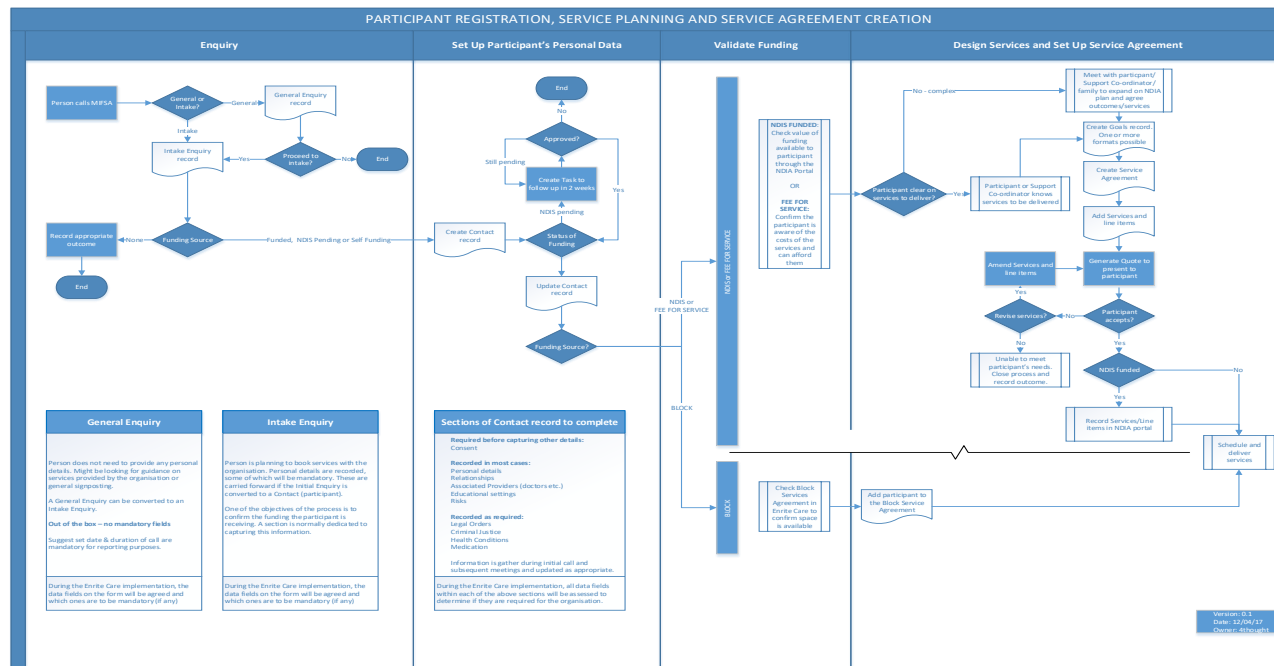 PARTICIPANT REGISTRATION, SERVICE PLANNING AND SERVICE AGREEMENT CREATION
Enquiry
Set Up Participant's Personal Data
Validate Funding
Design Services and Set Up Service Agreement
Person calls MIFSA
General or
Intake?
General
General Enquiry
record
Intake
Intake Enquiry
record
Yes
Proceed to
Intake?
No
End
Record appropriate
outcome
None
Funding Source
Funded, NDIS Pending or Self Funding
End
End
No
Approved?
Still pending
Create Task to
follow up in 2 weeks
Yes
NDIS pending
Create Contact
record
Status of
Funding
Update Contact
record
Funding Source?
NDIS or
FEE FOR SERVICE
BLOCK
NDIS or FEE FOR SERVICE
NDIS FUNDED:
Check value of
funding
available to
participant
through the
NDIA Portal
OR
FEE FOR
SERVICE:
Confirm the
participant is
aware of the
costs of the
services and
can afford
them
BLOCK
Check Block
Services
Agreement in
Enrite Care to
confirm space
is available
No - complex
Participant clear on
services to deliver?
Yes
Participant or Support
Co-ordinator knows
services to be delivered
Meet with particpant/
Support Co-ordinator/
family to expand on NDIA
plan and agree
outcomes/services
Create Goals record.
One or more
formats possible
Create Service
Agreement
Add Services and
line items
Amend Services and
line items
Generate Quote to
present to
participant
Yes
Revise services?
No
Participant
accepts?
No
Yes
Unable to meet
participant's needs.
Close process and
record outcome.
NDIS funded
No
Yes
Record Services/Line
items in NDIA portal
Schedule and
deliver
services
Add participant to
the Block Service
Agreement
General Enquiry
Person does not need to provide any personal
details. Might be looking for guidance on
services provided by the organisation or
general signposting.
A General Enquiry can be converted to an
Intake Enquiry.
Out of the box – no mandatory fields
Suggest set date & duration of call are
mandatory for reporting purposes.
During the Enrite Care implementation, the
data fields on the form will be agreed and
which ones are to be mandatory (if any)
Intake Enquiry
Person is planning to book services with the
organisation. Personal details are recorded,
some of which will be mandatory. These are
carried forward if the Initial Enquiry is
converted to a Contact (participant).
One of the objectives of the process is to
confirm the funding the participant is
receiving. A section is normally dedicated to
capturing this information.
During the Enrite Care implementation, the
data fields on the form will be agreed and
which ones are to be mandatory (if any)
Sections of Contact record to complete
Required before capturing other details:
Consent
Recorded in most cases:
Personal details
Relationships
Associated Providers (doctors etc.)
Educational settings
Risks
Recorded as required:
Legal Orders
Criminal Justice
Health Conditions
Medication
Information is gather during initial call and
subsequent meetings and updated as appropriate.
During the Enrite Care implementation, all data fields
within each of the above sections will be assessed to
determine if they are required for the organisation.
Version: 0.1
Date: 12/04/17
Owner: 4thought